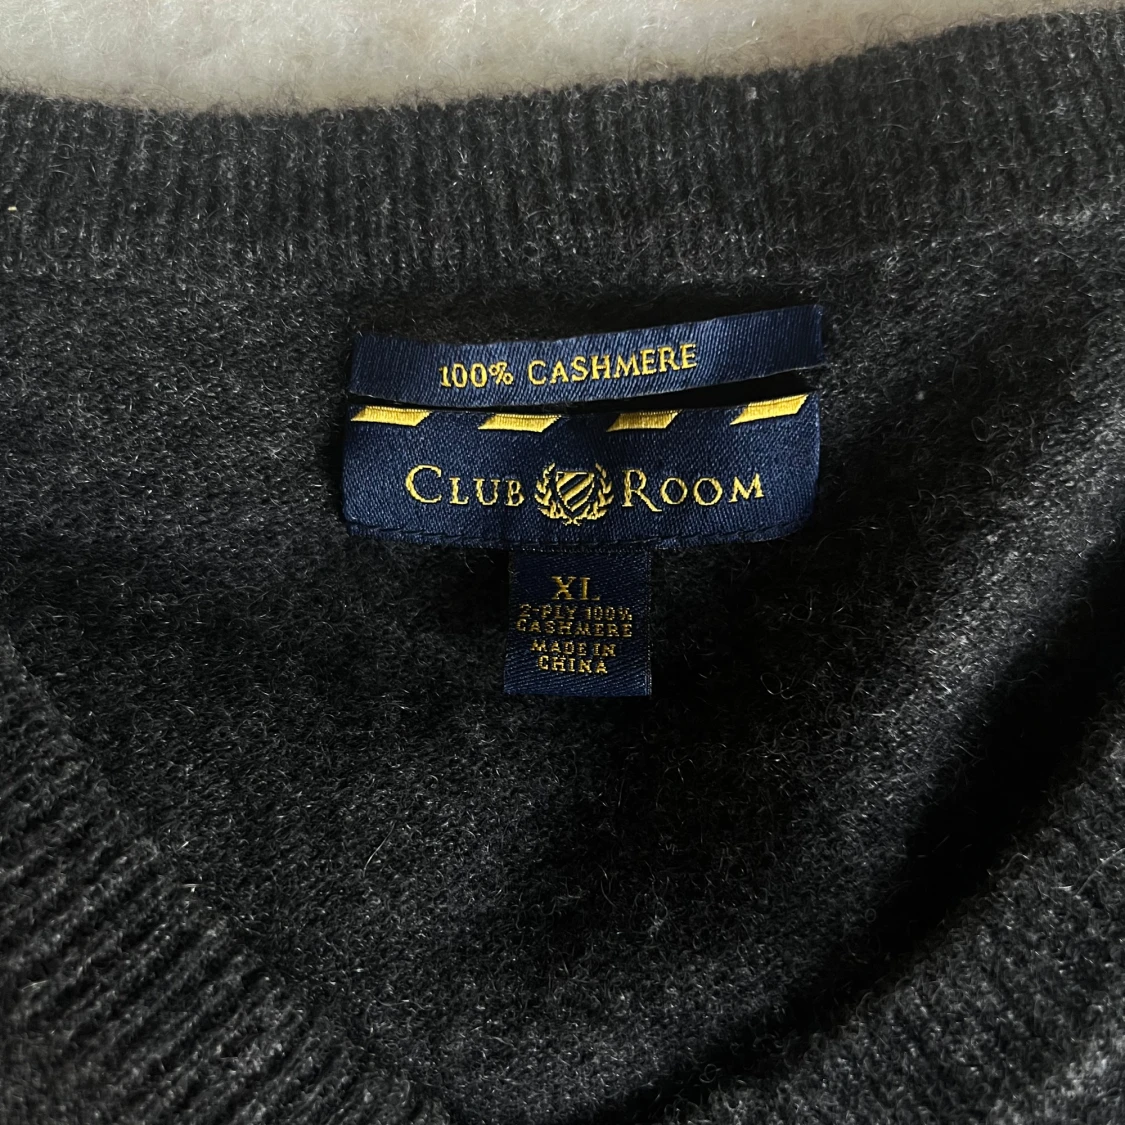 100% CASHMERE
CLUB ROOM
XL
2-PLY 100%
CASHMERE
MADE IN
CHINA